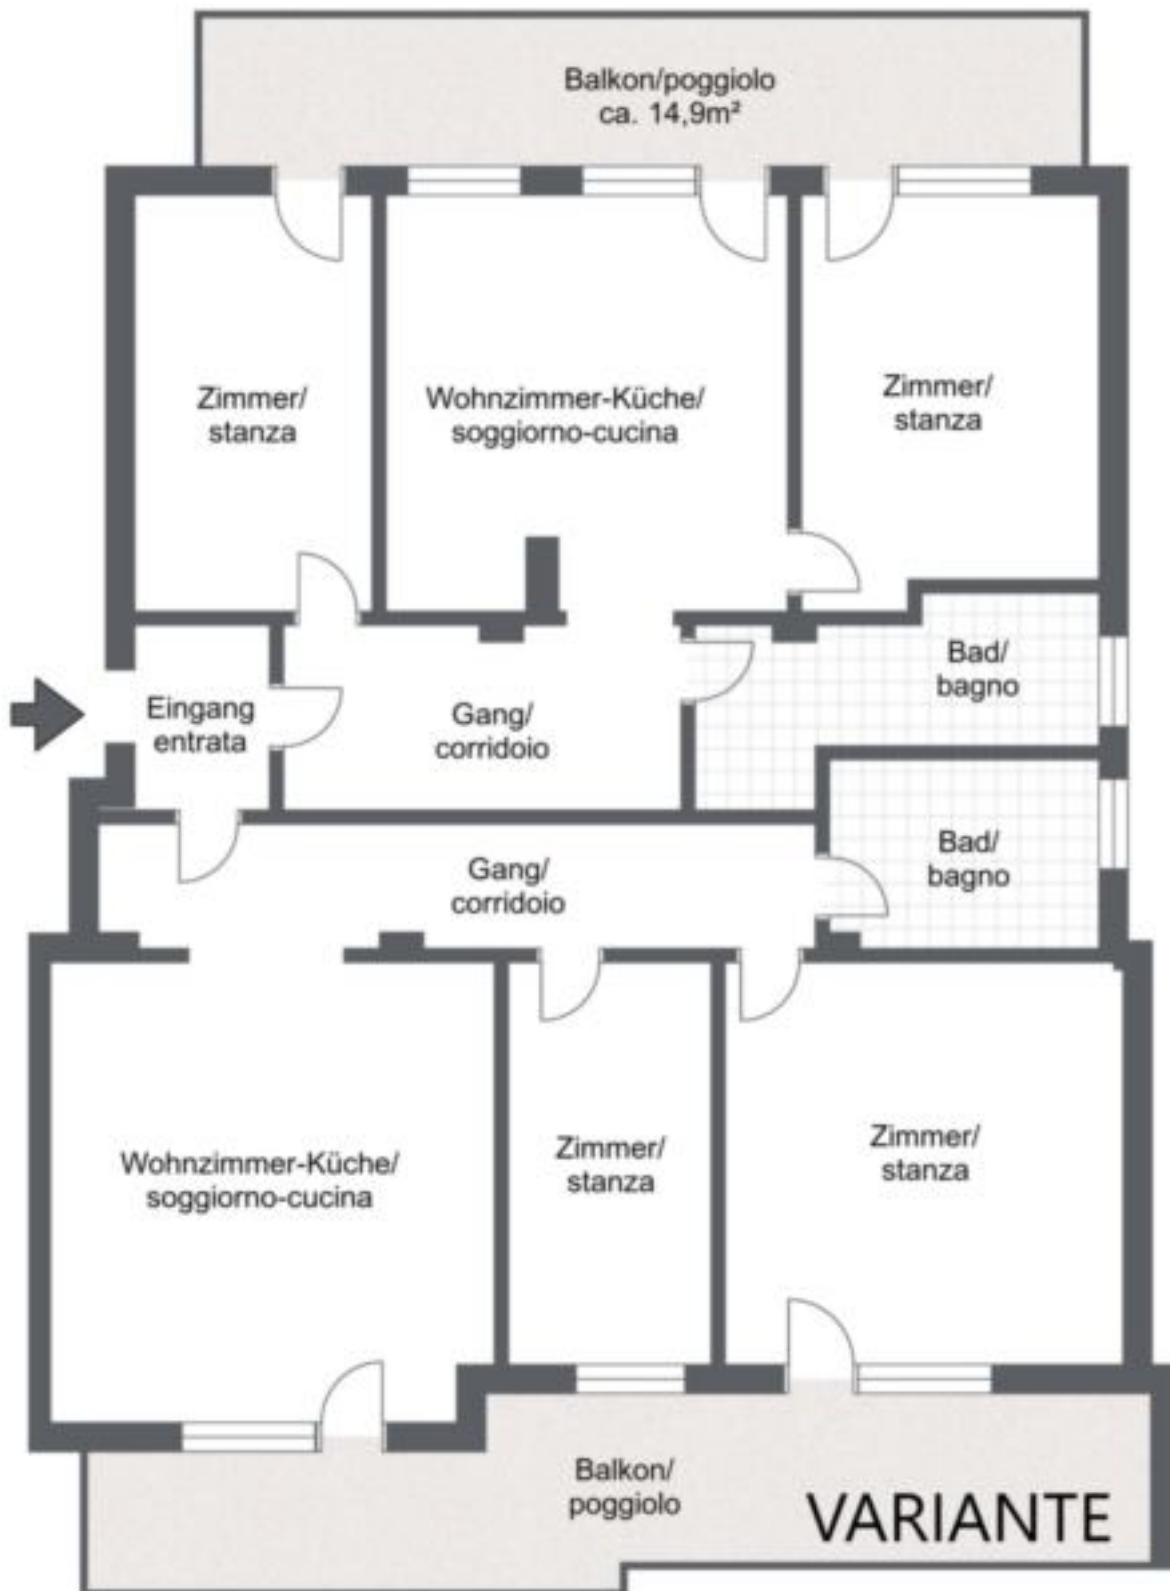 Balkon/poggiolo
ca. 14,9m²
Zimmer/
stanza
Wohnzimmer-Küche/
soggiorno-cucina
Zimmer/
stanza
Eingang
entrata
Gang/
corridoio
Bad/
bagno
Gang/
corridoio
Bad/
bagno
Wohnzimmer-Küche/
soggiorno-cucina
Zimmer/
stanza
Zimmer/
stanza
Balkon/
poggiolo
VARIANTE